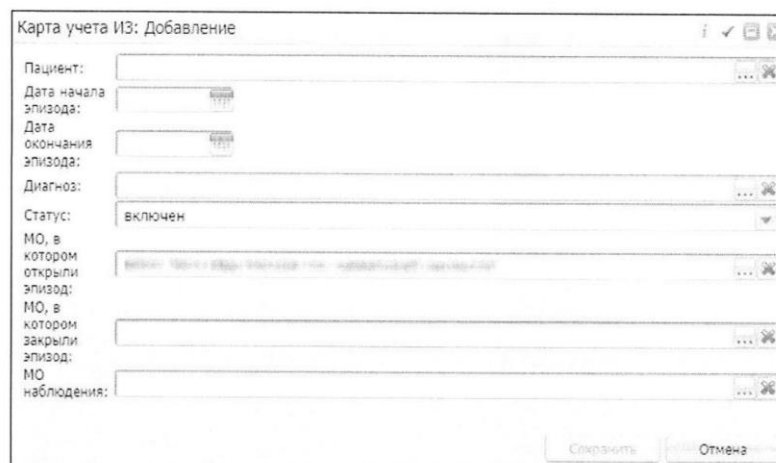 Карта учета ИЗ: Добавление
Пациент:
...
Дата начала
эпизода:
Дата
окончания
эпизода:
Диагноз:
...
Статус:
включен
МО, в
котором
открыли
эпизод:
...
МО, в
котором
закрыли
эпизод:
...
МО
наблюдения:
...
Сохранить
Отмена